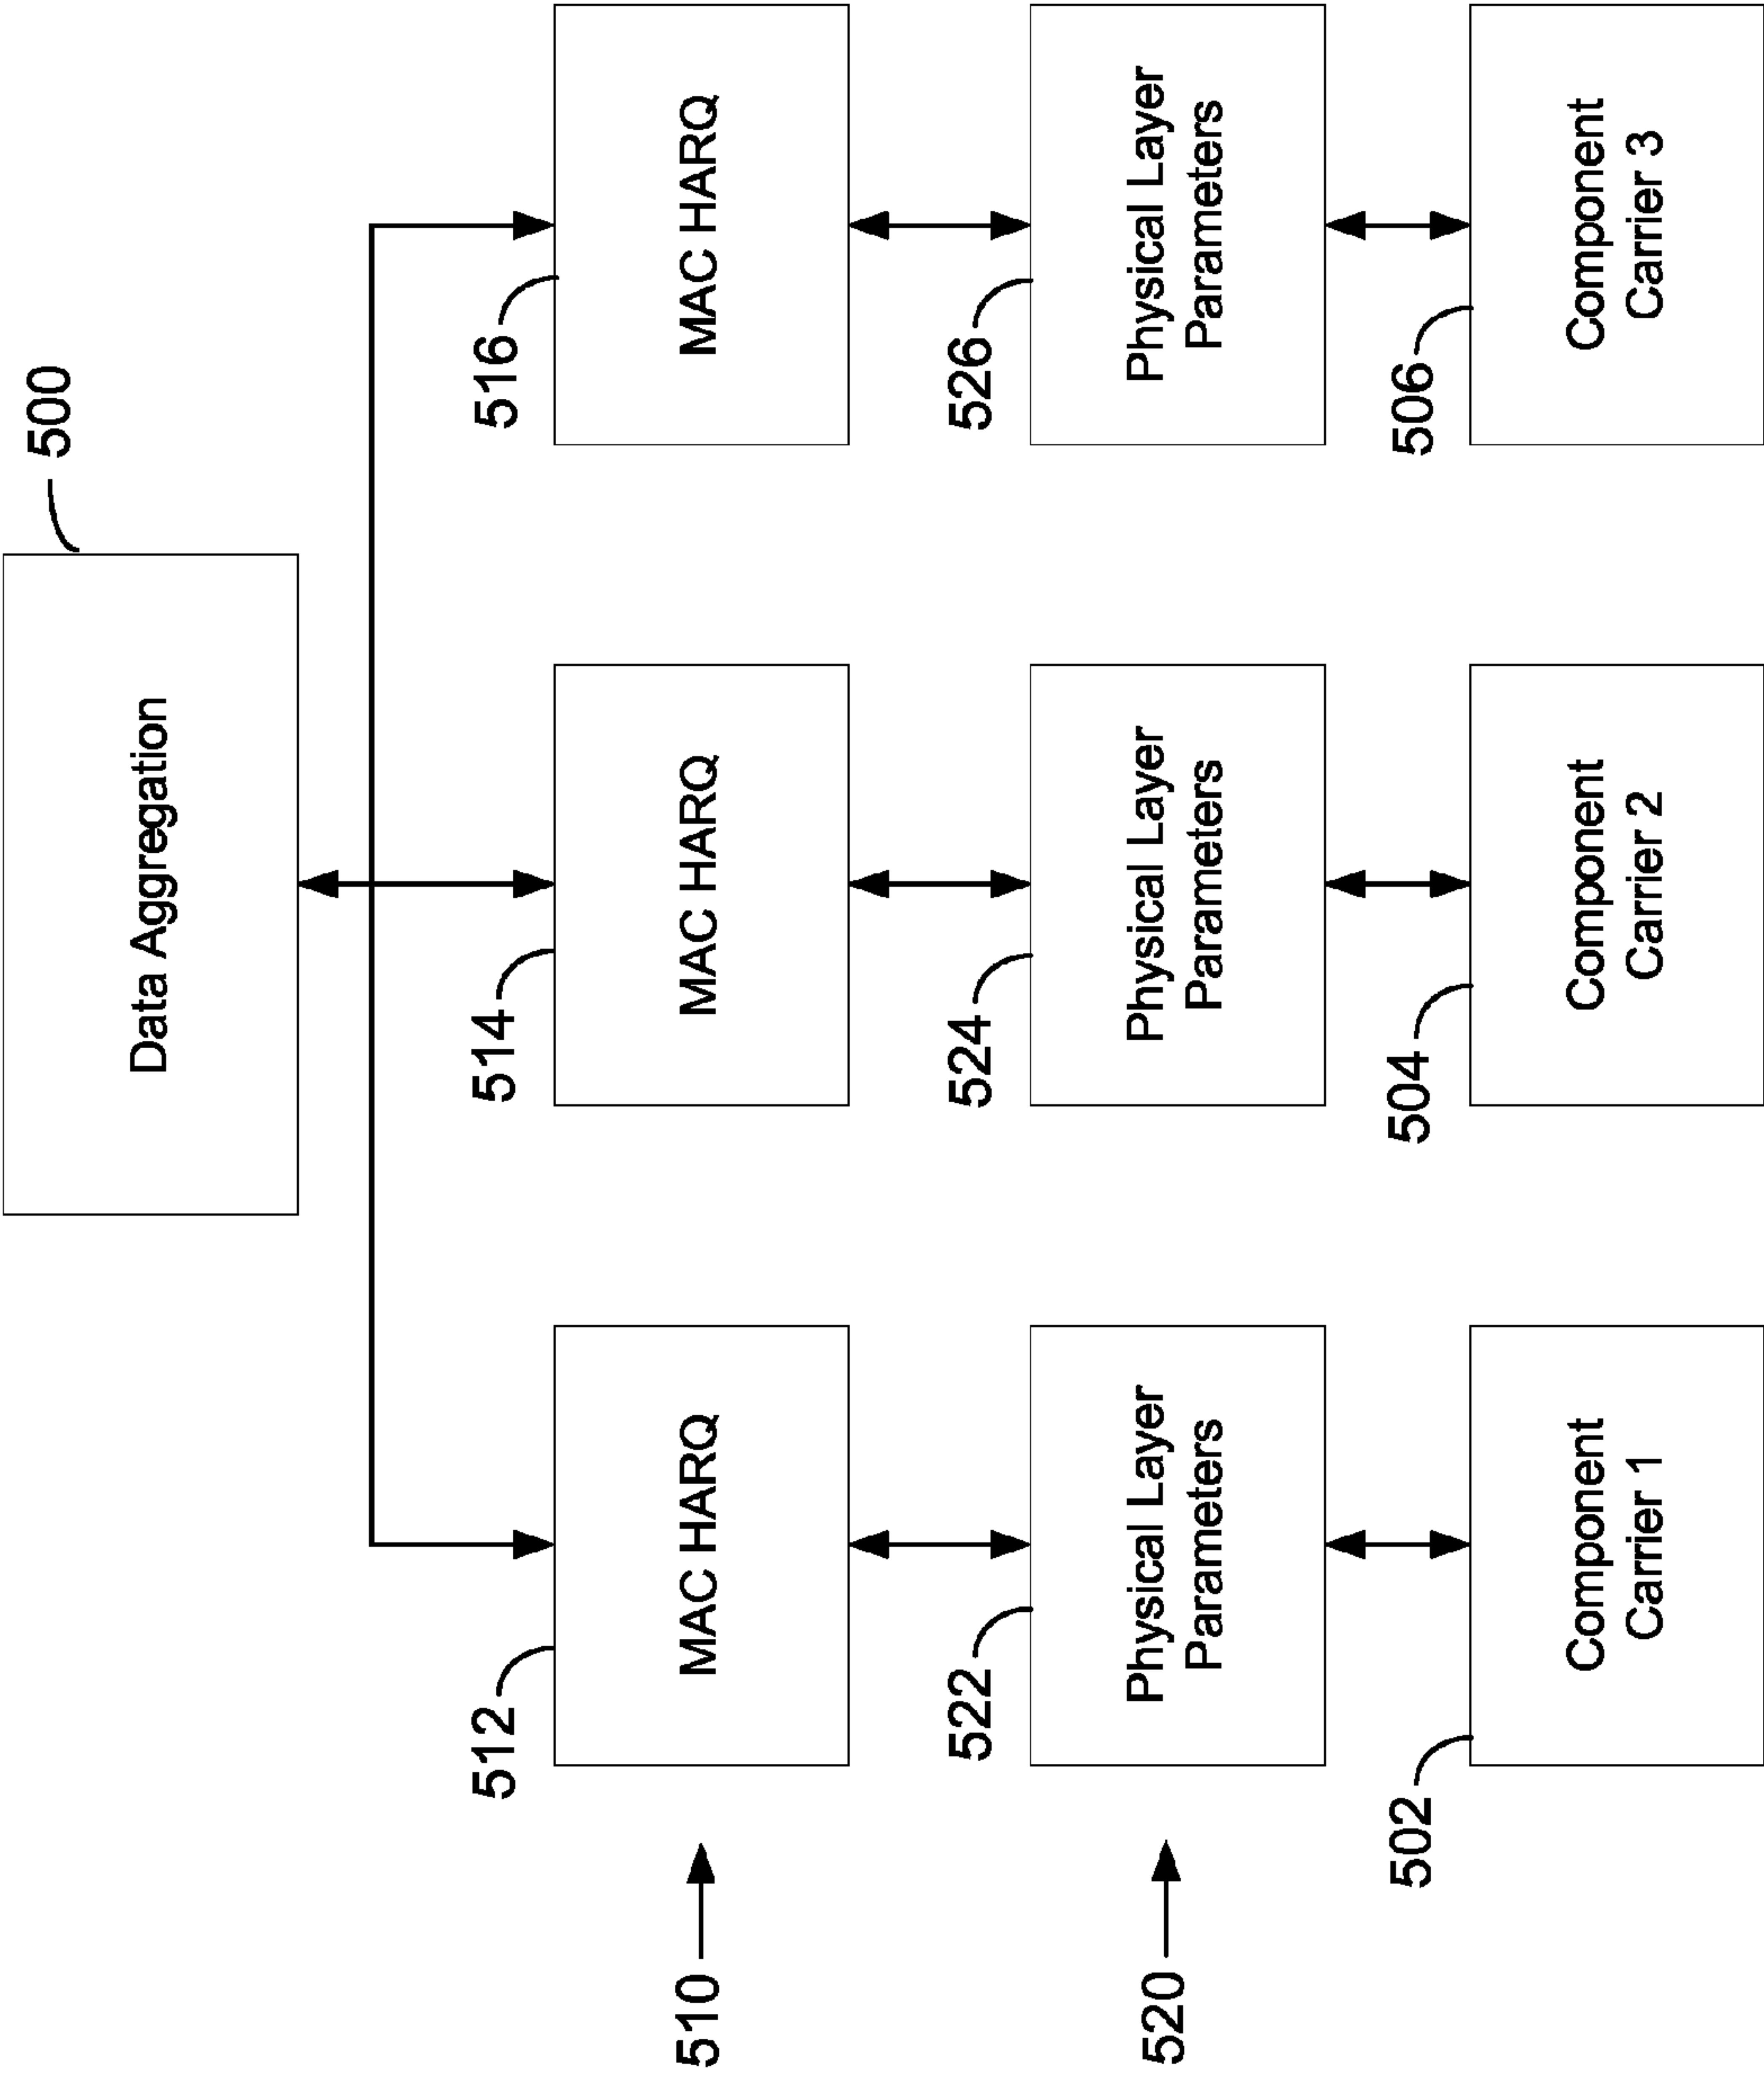 500
Data Aggregation
512
514
516
510
MAC HARQ
MAC HARQ
MAC HARQ
522
524
526
520
Physical Layer
Parameters
Physical Layer
Parameters
Physical Layer
Parameters
502
504
506
Component
Carrier 1
Component
Carrier 2
Component
Carrier 3